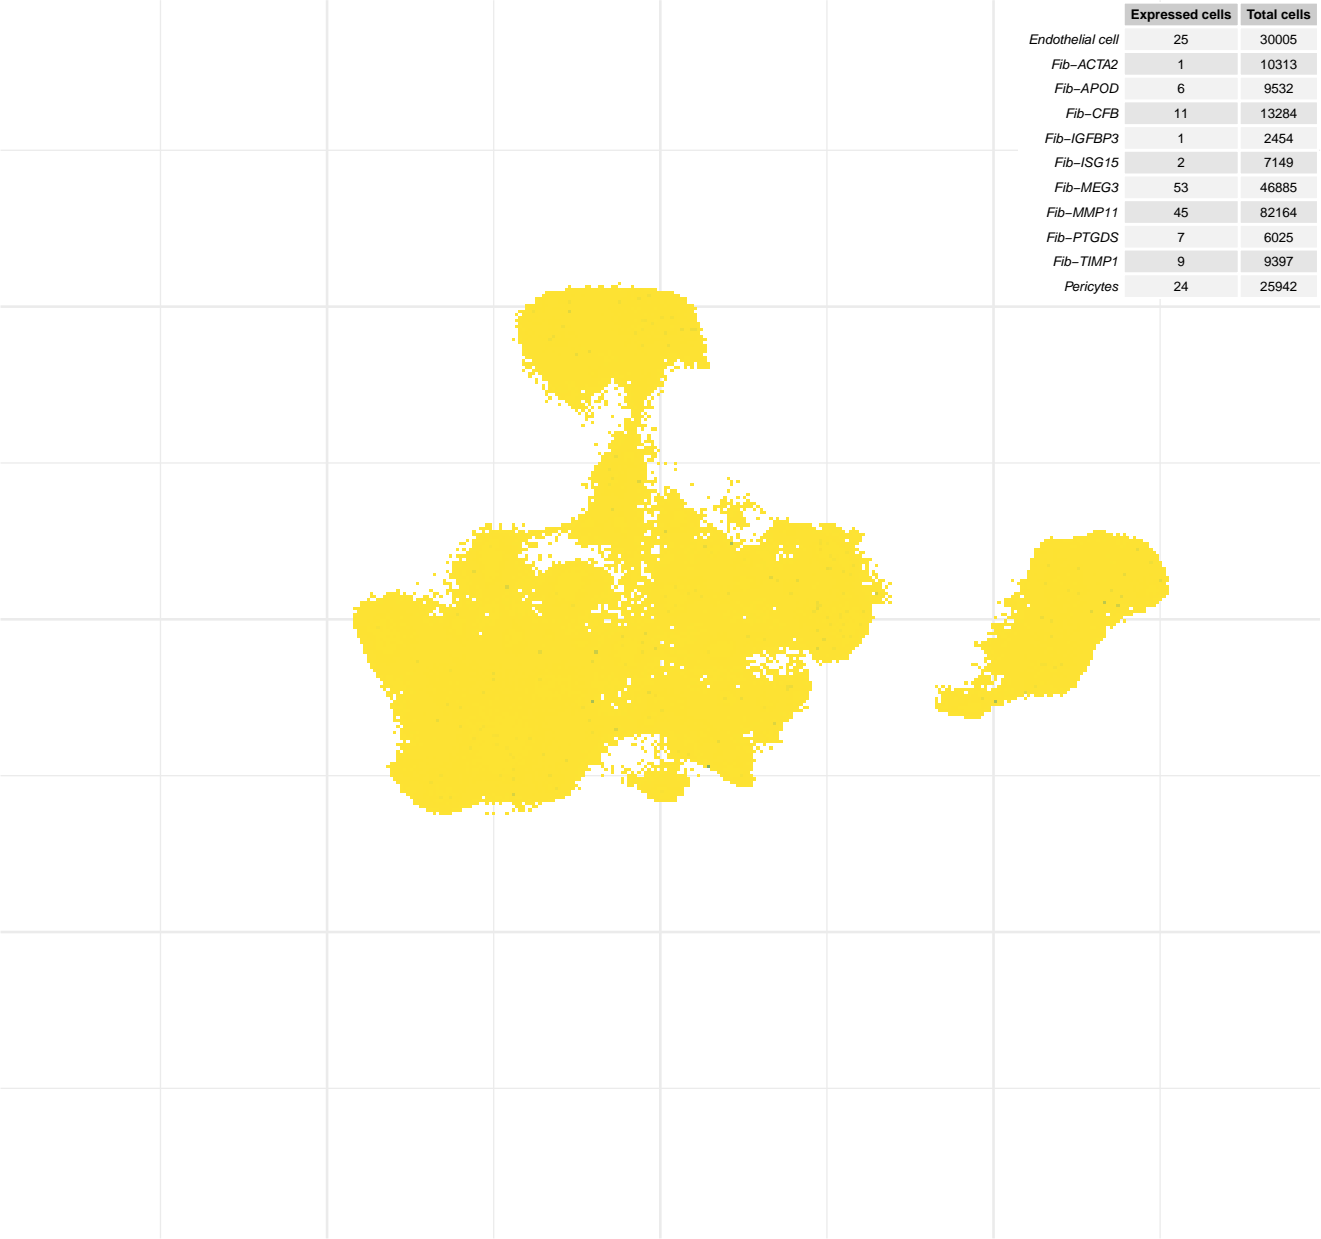 Expressed cells Total cells
Endothelial cell 25 30005
Fib−ACTA2 1 10313
Fib−APOD 6 9532
Fib−CFB 11 13284
Fib−IGFBP3 1 2454
Fib−ISG15 2 7149
Fib−MEG3 53 46885
Fib−MMP11 45 82164
Fib−PTGDS 7 6025
Fib−TIMP1 9 9397
Pericytes 24 25942